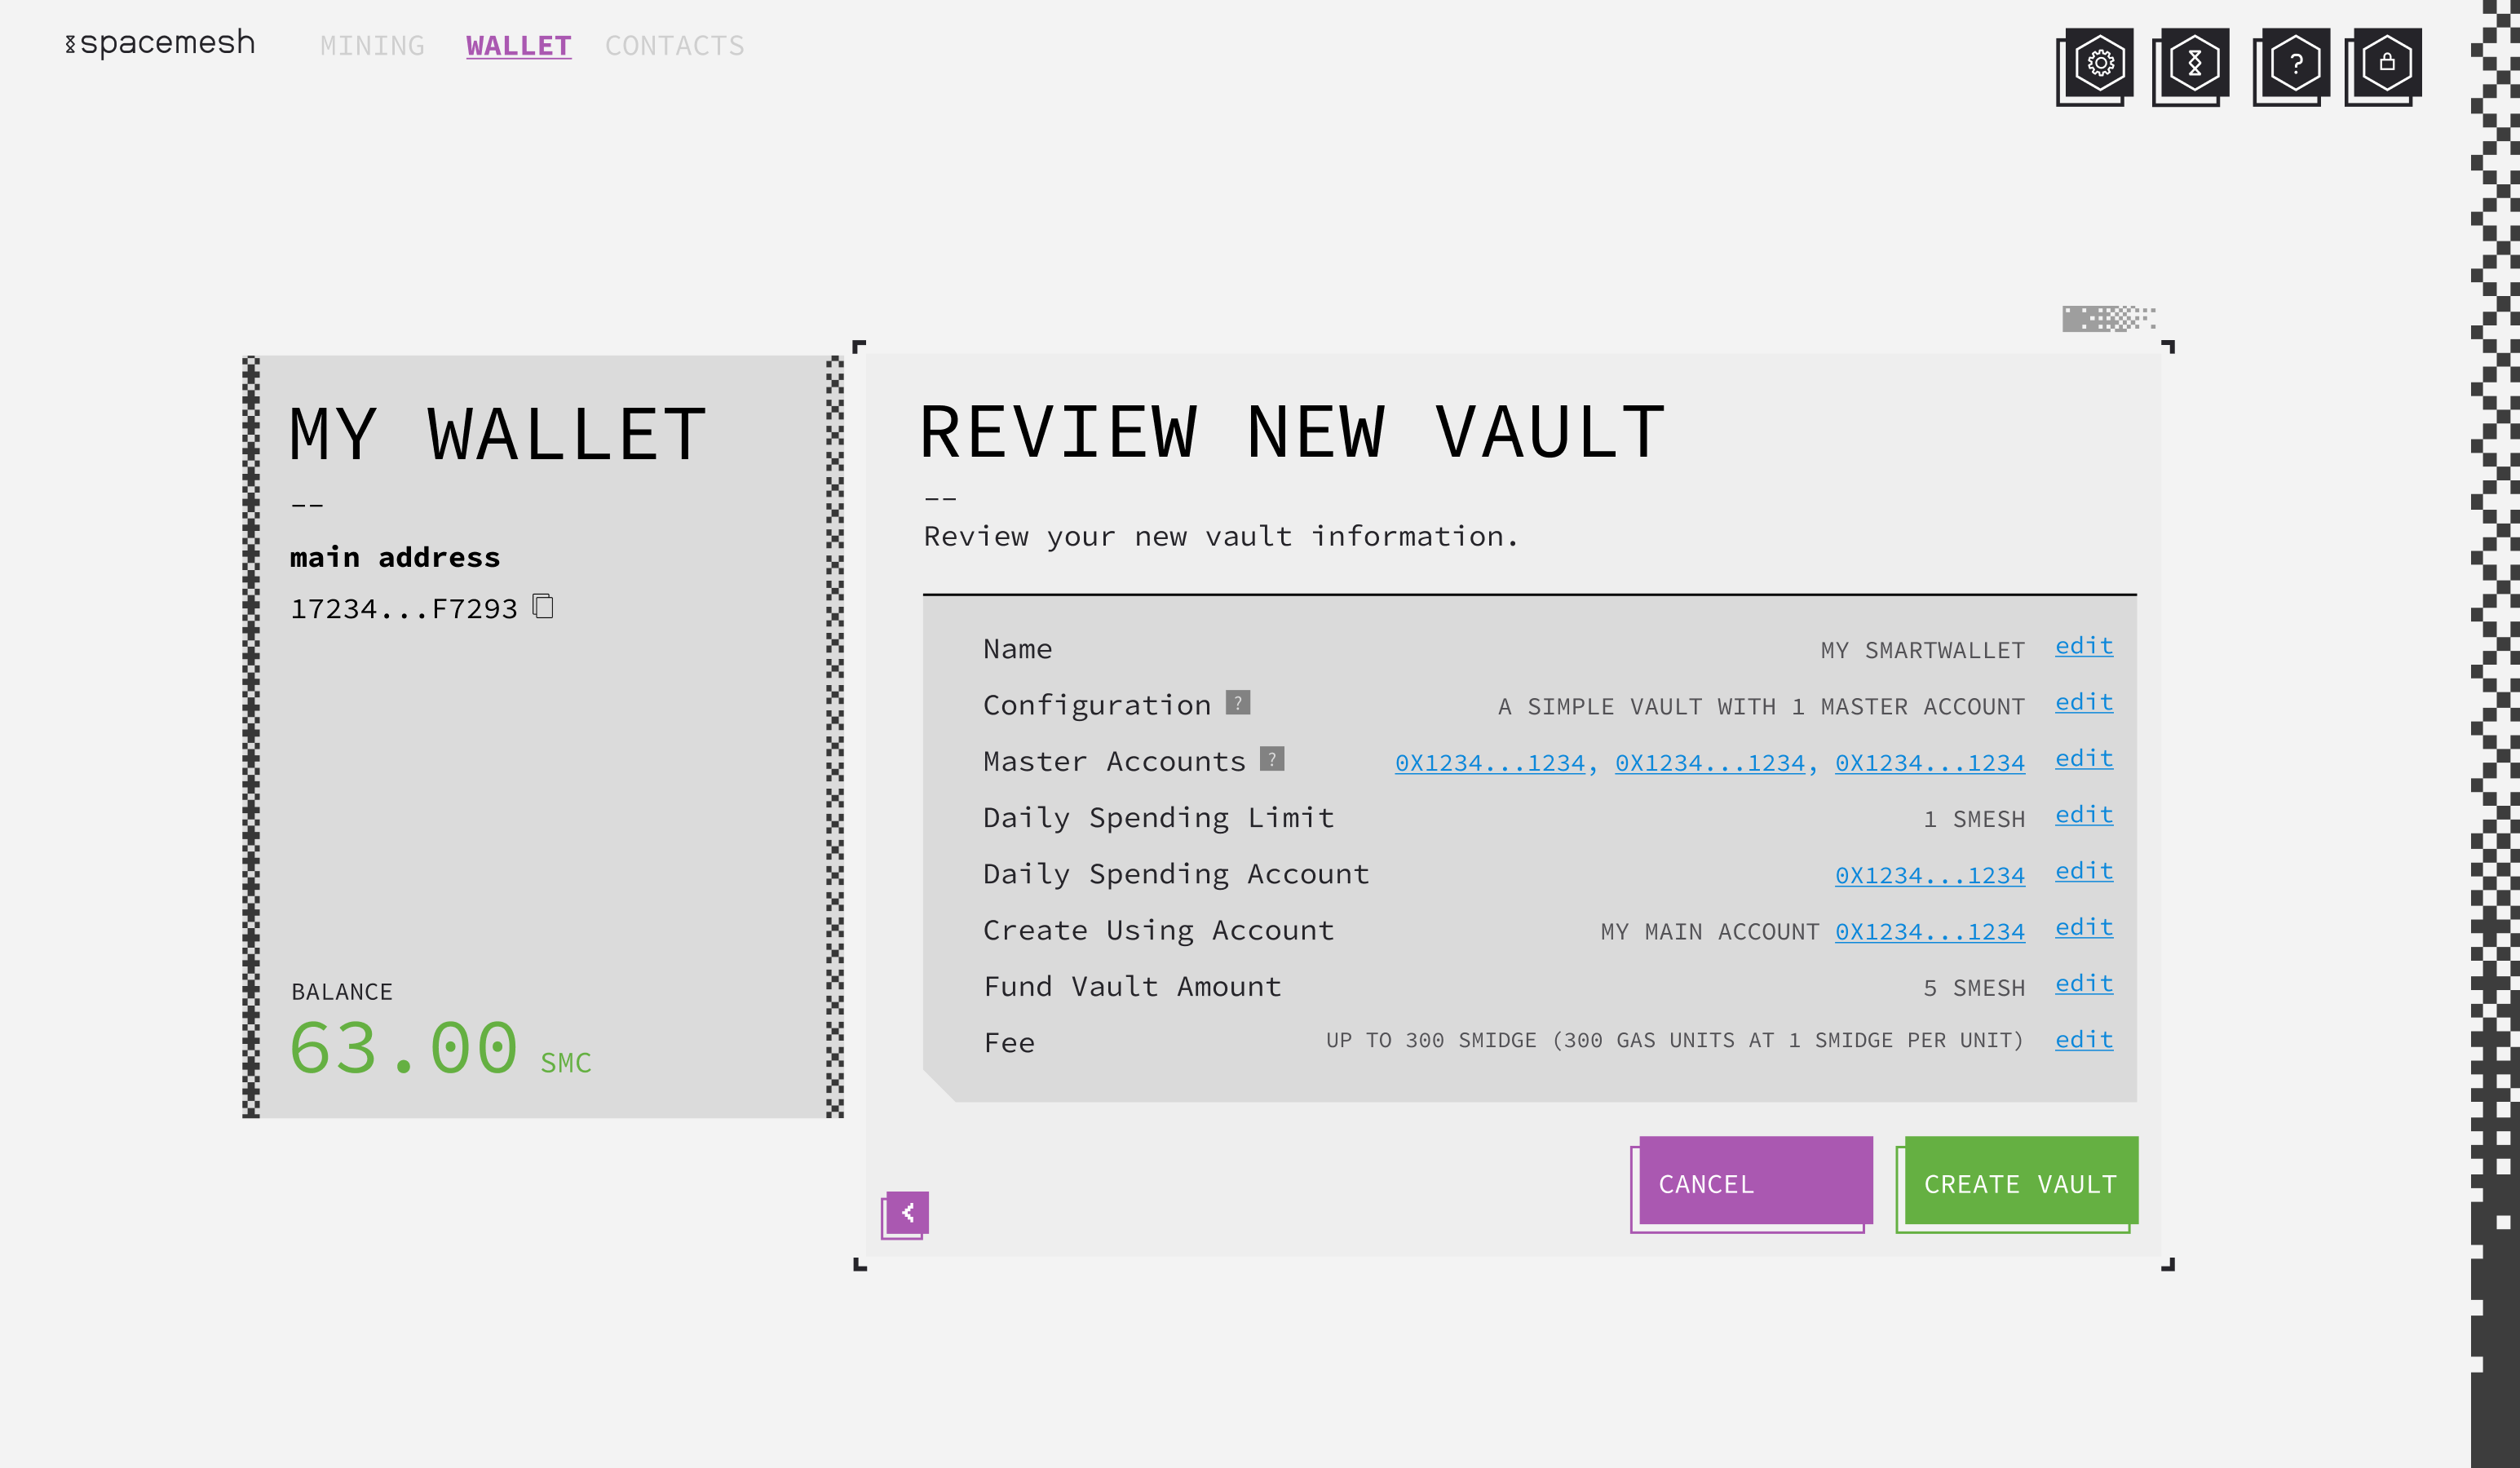 spacemesh
MINING WALLET CONTACTS
?
MY WALLET
--
main address
17234...F7293
BALANCE
63.00 SMC
REVIEW NEW VAULT
--
Review your new vault information.
Name MY SMARTWALLET edit
Configuration ? A SIMPLE VAULT WITH 1 MASTER ACCOUNT edit
Master Accounts ? 0X1234...1234, 0X1234...1234, 0X1234...1234 edit
Daily Spending Limit 1 SMESH edit
Daily Spending Account 0X1234...1234 edit
Create Using Account MY MAIN ACCOUNT 0X1234...1234 edit
Fund Vault Amount 5 SMESH edit
Fee UP TO 300 SMIDGE (300 GAS UNITS AT 1 SMIDGE PER UNIT) edit
CANCEL CREATE VAULT